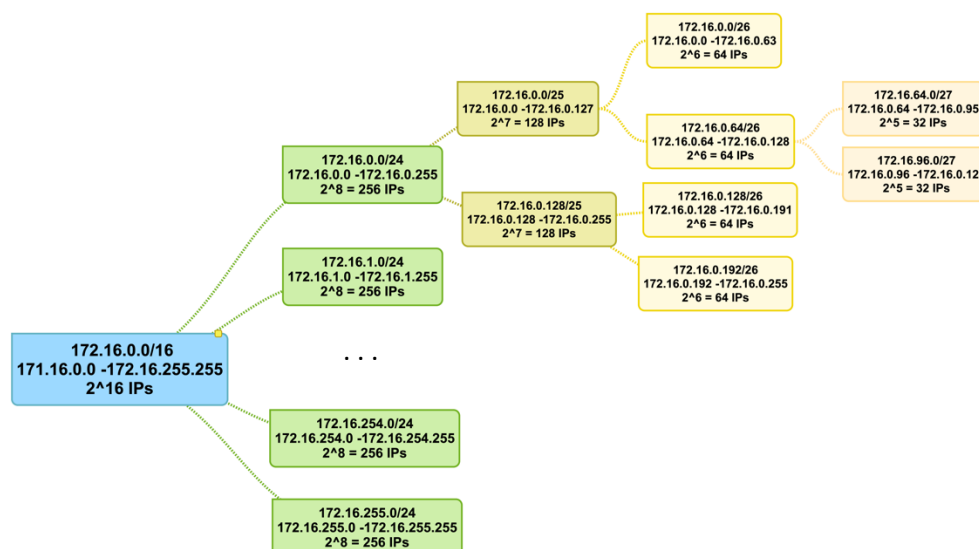 172.16.0.0/16
171.16.0.0 -172.16.255.255
2^16 IPs
172.16.0.0/24
172.16.0.0 -172.16.0.255
2^8 = 256 IPs
172.16.1.0/24
172.16.1.0 -172.16.1.255
2^8 = 256 IPs
. . .
172.16.254.0/24
172.16.254.0 -172.16.254.255
2^8 = 256 IPs
172.16.255.0/24
172.16.255.0 -172.16.255.255
2^8 = 256 IPs
172.16.0.0/25
172.16.0.0 -172.16.0.127
2^7 = 128 IPs
172.16.0.128/25
172.16.0.128 -172.16.0.255
2^7 = 128 IPs
172.16.0.0/26
172.16.0.0 -172.16.0.63
2^6 = 64 IPs
172.16.0.64/26
172.16.0.64 -172.16.0.128
2^6 = 64 IPs
172.16.0.128/26
172.16.0.128 -172.16.0.191
2^6 = 64 IPs
172.16.0.192/26
172.16.0.192 -172.16.0.255
2^6 = 64 IPs
172.16.64.0/27
172.16.0.64 -172.16.0.95
2^5 = 32 IPs
172.16.96.0/27
172.16.0.96 -172.16.0.12
2^5 = 32 IPs